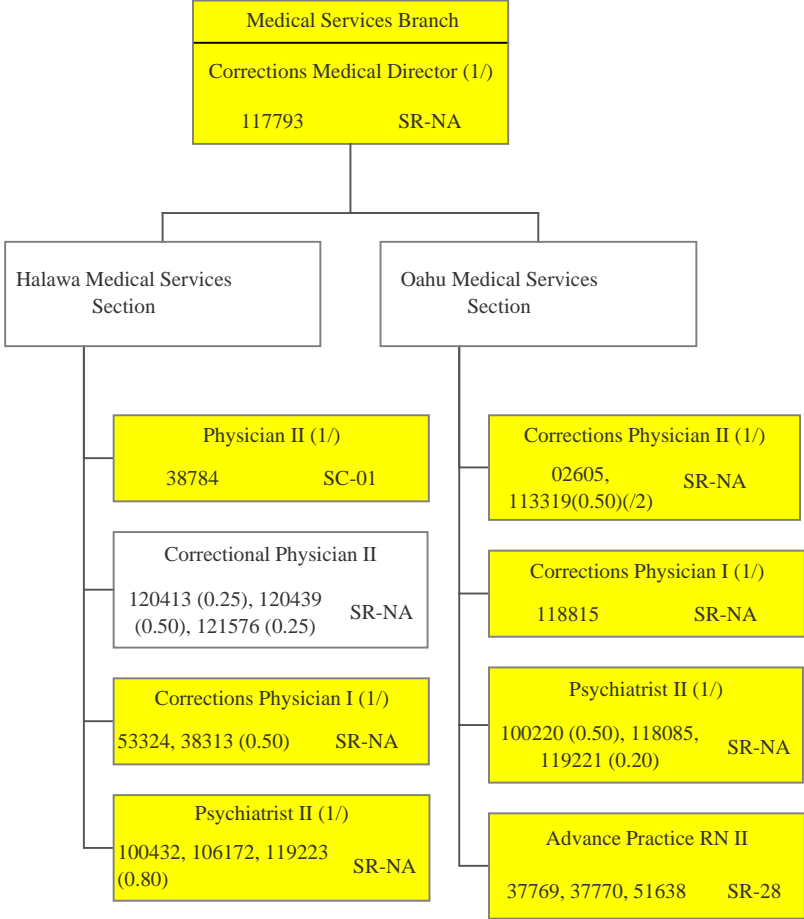 Medical Services Branch
Corrections Medical Director (1/)
117793 SR-NA
Halawa Medical Services
Section
Physician II (1/)
38784 SC-01
Correctional Physician II
120413 (0.25), 120439
(0.50), 121576 (0.25)
SR-NA
Corrections Physician I (1/)
53324, 38313 (0.50) SR-NA
Psychiatrist II (1/)
100432, 106172, 119223
(0.80)
SR-NA
Oahu Medical Services
Section
Corrections Physician II (1/)
02605,
113319(0.50)(/2)
SR-NA
Corrections Physician I (1/)
118815 SR-NA
Psychiatrist II (1/)
100220 (0.50), 118085,
119221 (0.20)
SR-NA
Advance Practice RN II
37769, 37770, 51638 SR-28